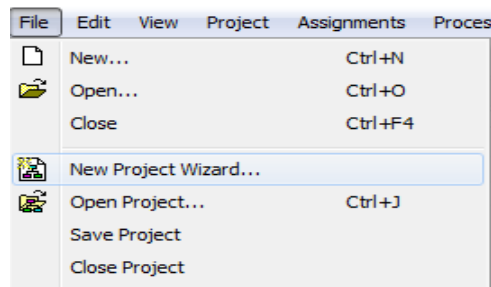 File Edit View Project Assignments Proces
New... Ctrl+N
Open... Ctrl+O
Close Ctrl+F4
New Project Wizard...
Open Project... Ctrl+J
Save Project
Close Project